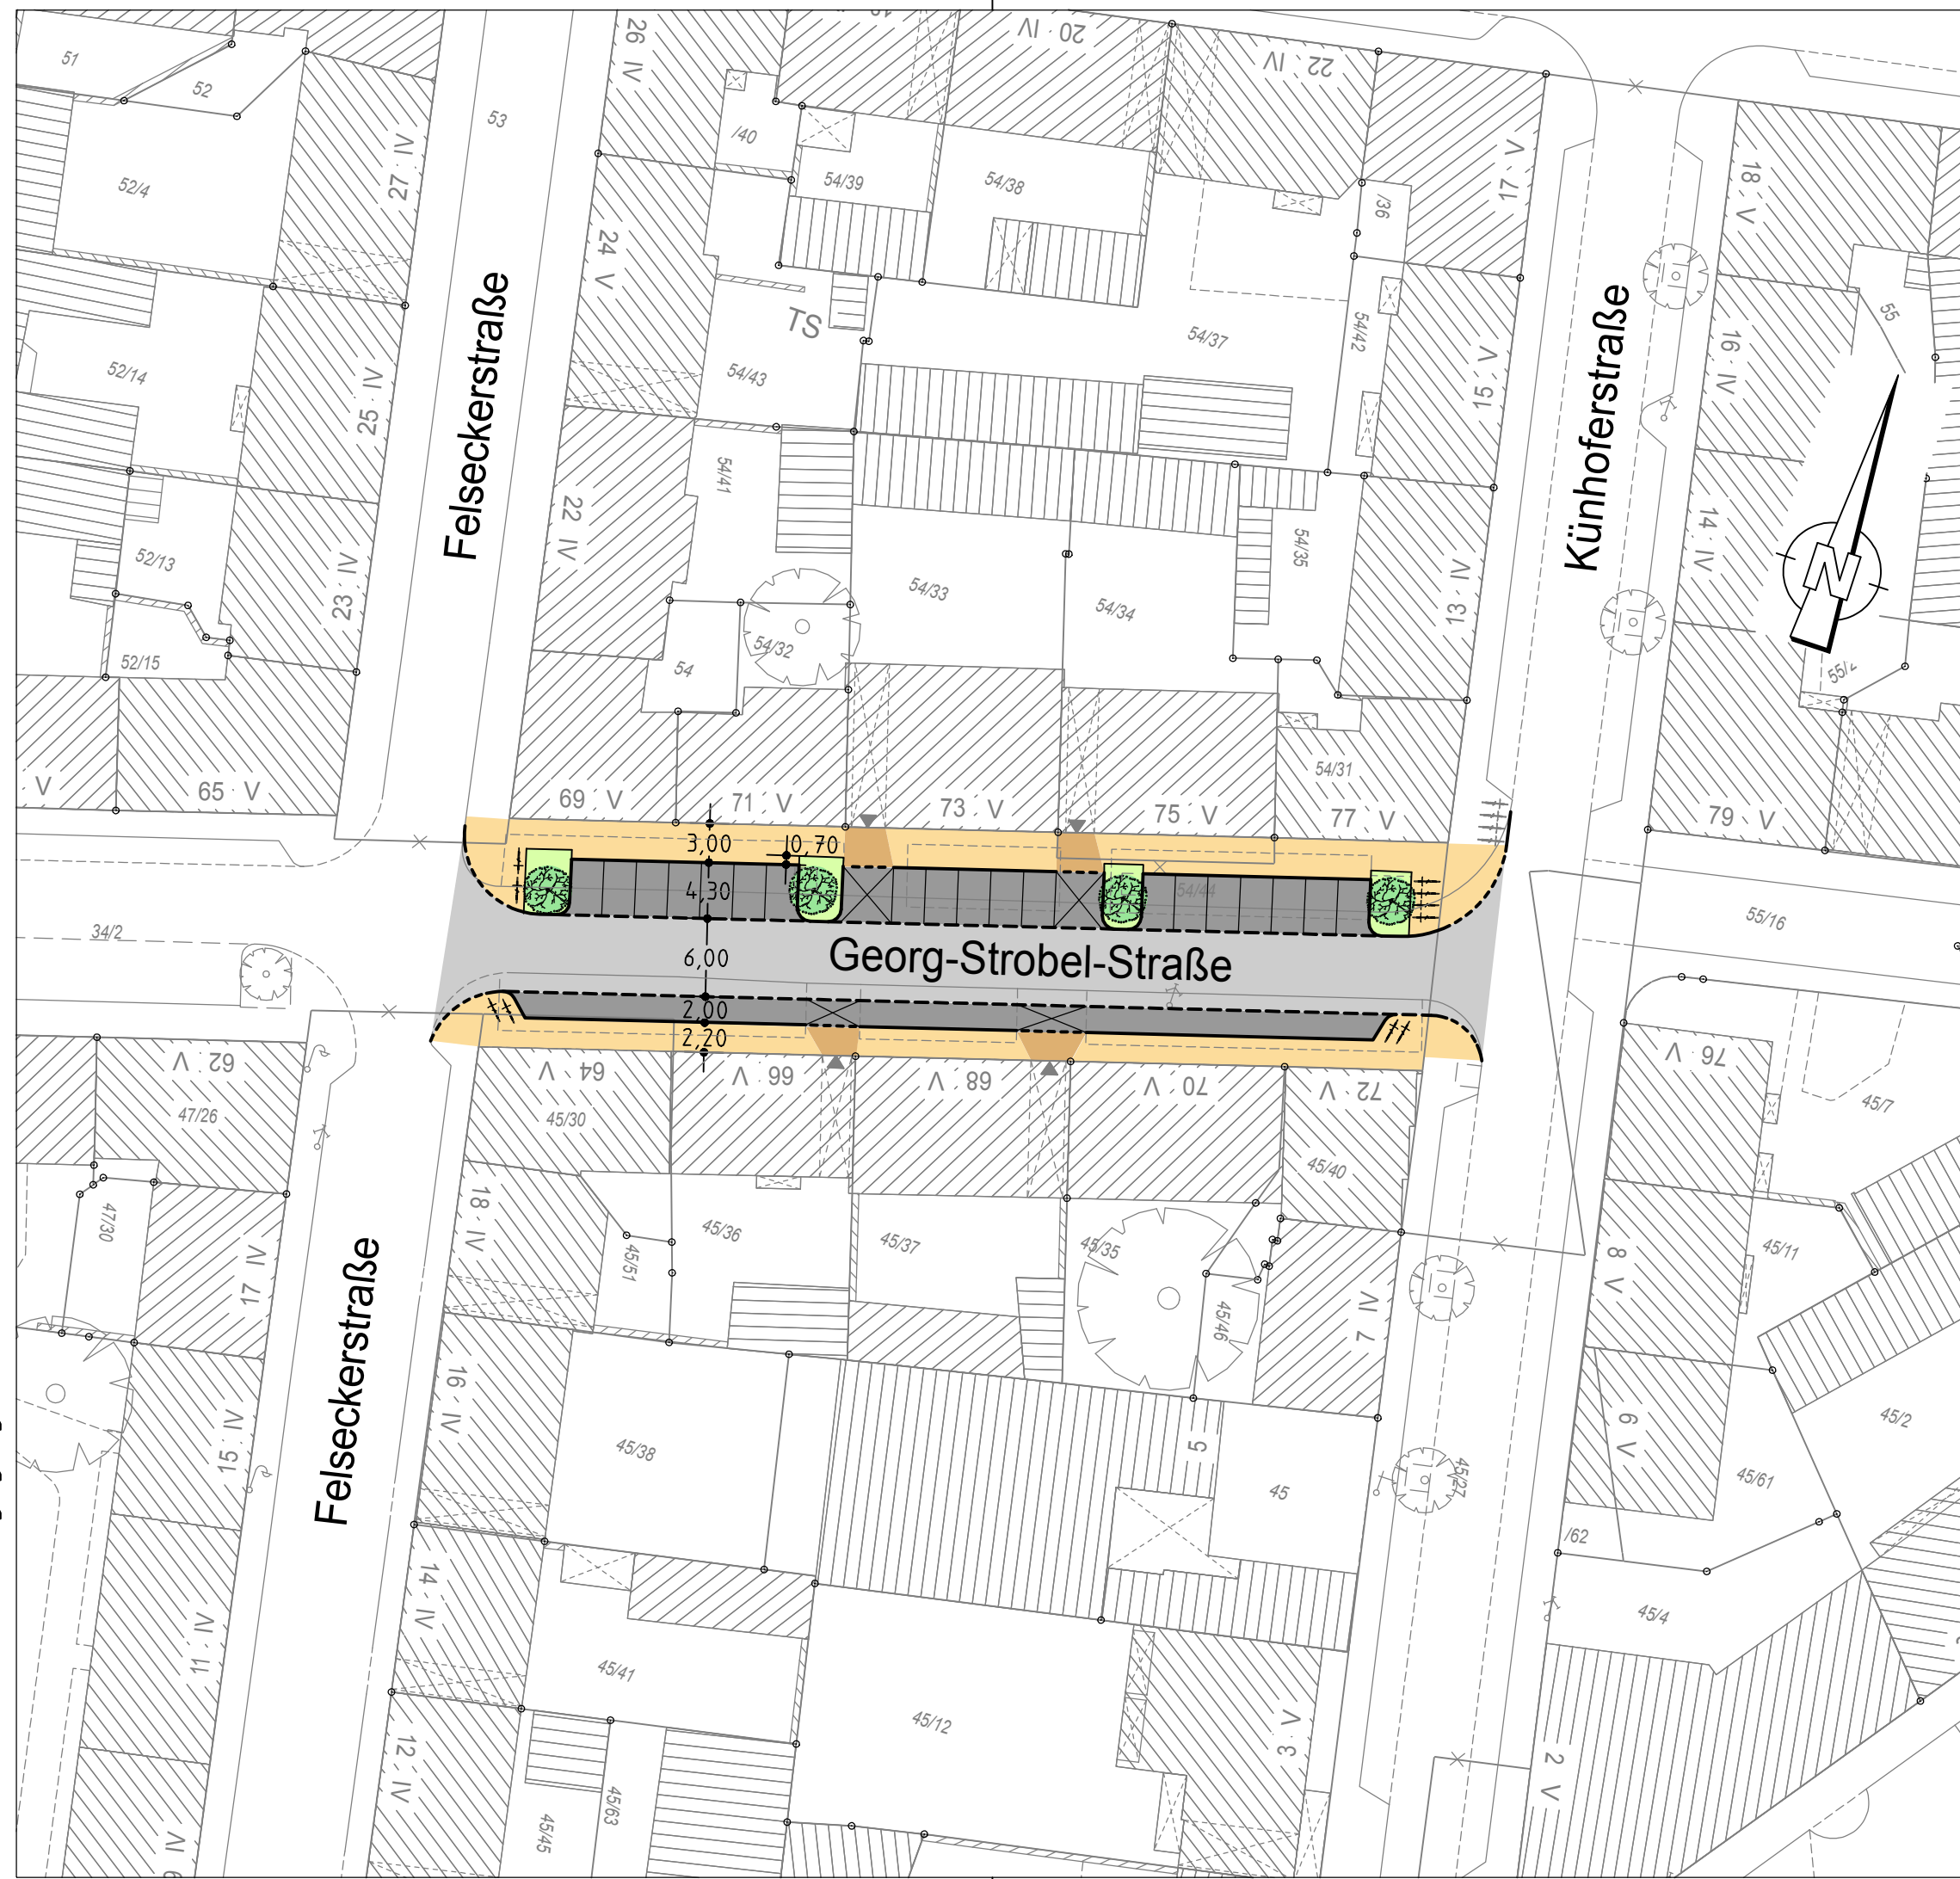 51
52
53
26 IV
20 · IV
22 · IV
/40
52/4
27 · IV
54/39
54/38
/36
17 · V
18 · V
24 V
TS
54/43
54/37
54/42
55
52/14
25 · IV
Felseckerstraße
15 · V
Künhoferstraße
16 · IV
54/41
22 IV
52/13
23 · IV
54/33
54/34
54/35
13 · IV
14 · IV
N
52/15
54
54/32
V
65 · V
69 · V
71 · V
73 · V
75 · V
54/31
77 · V
79 · V
3,00
0,70
4,30
54/44
34/2
6,00
Georg-Strobel-Straße
55/16
2,00
2,20
62 · V
64 · V
66 · V
68 · V
70 · V
72 · V
76 · V
47/26
45/30
45/40
45/7
47/30
17 IV
18 · IV
45/51
45/36
45/37
45/35
45/46
7 IV
8 V
45/11
Felseckerstraße
15 · IV
16 · IV
45/38
5
45
45/27
6 V
45/61
45/2
/62
45/4
11 · IV
14 · IV
45/41
45/12
3 · V
2 V
12 · IV
45/45
45/63
IV